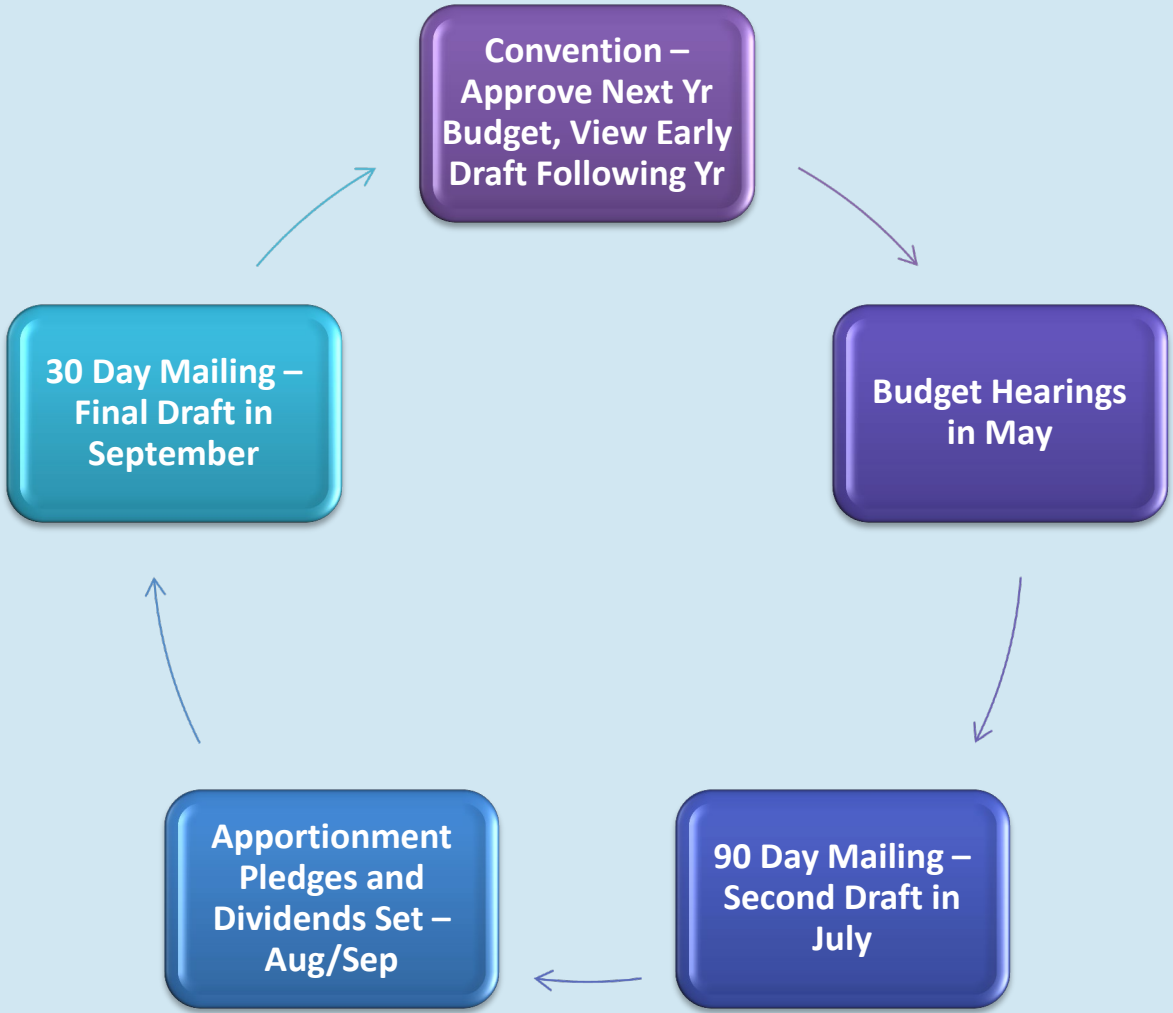 Convention –
Approve Next Yr
Budget, View Early
Draft Following Yr
Budget Hearings
in May
90 Day Mailing –
Second Draft in
July
Apportionment
Pledges and
Dividends Set –
Aug/Sep
30 Day Mailing –
Final Draft in
September